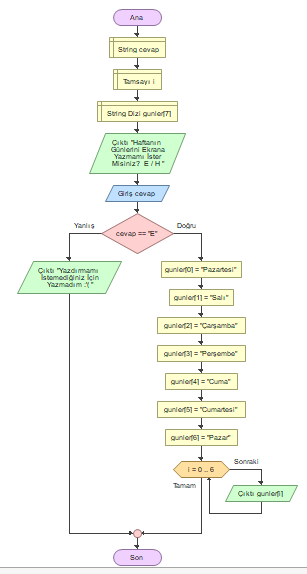 Ana
String cevap
Tamsayı i
String Dizi gunler[7]
Çıktı "Haftanın
Günlerini Ekrana
Yazmamı İster
Misiniz? E / H "
Giriş cevap
Yanlış
cevap == "E"
Doğru
Çıktı "Yazdırmamı
İstemediğiniz İçin
Yazmadım :'( "
gunler[0] = "Pazartesi"
gunler[1] = "Salı"
gunler[2] = "Çarşamba"
gunler[3] = "Perşembe"
gunler[4] = "Cuma"
gunler[5] = "Cumartesi"
gunler[6] = "Pazar"
i = 0 .. 6
Sonraki
Tamam
Çıktı gunler[i]
Son